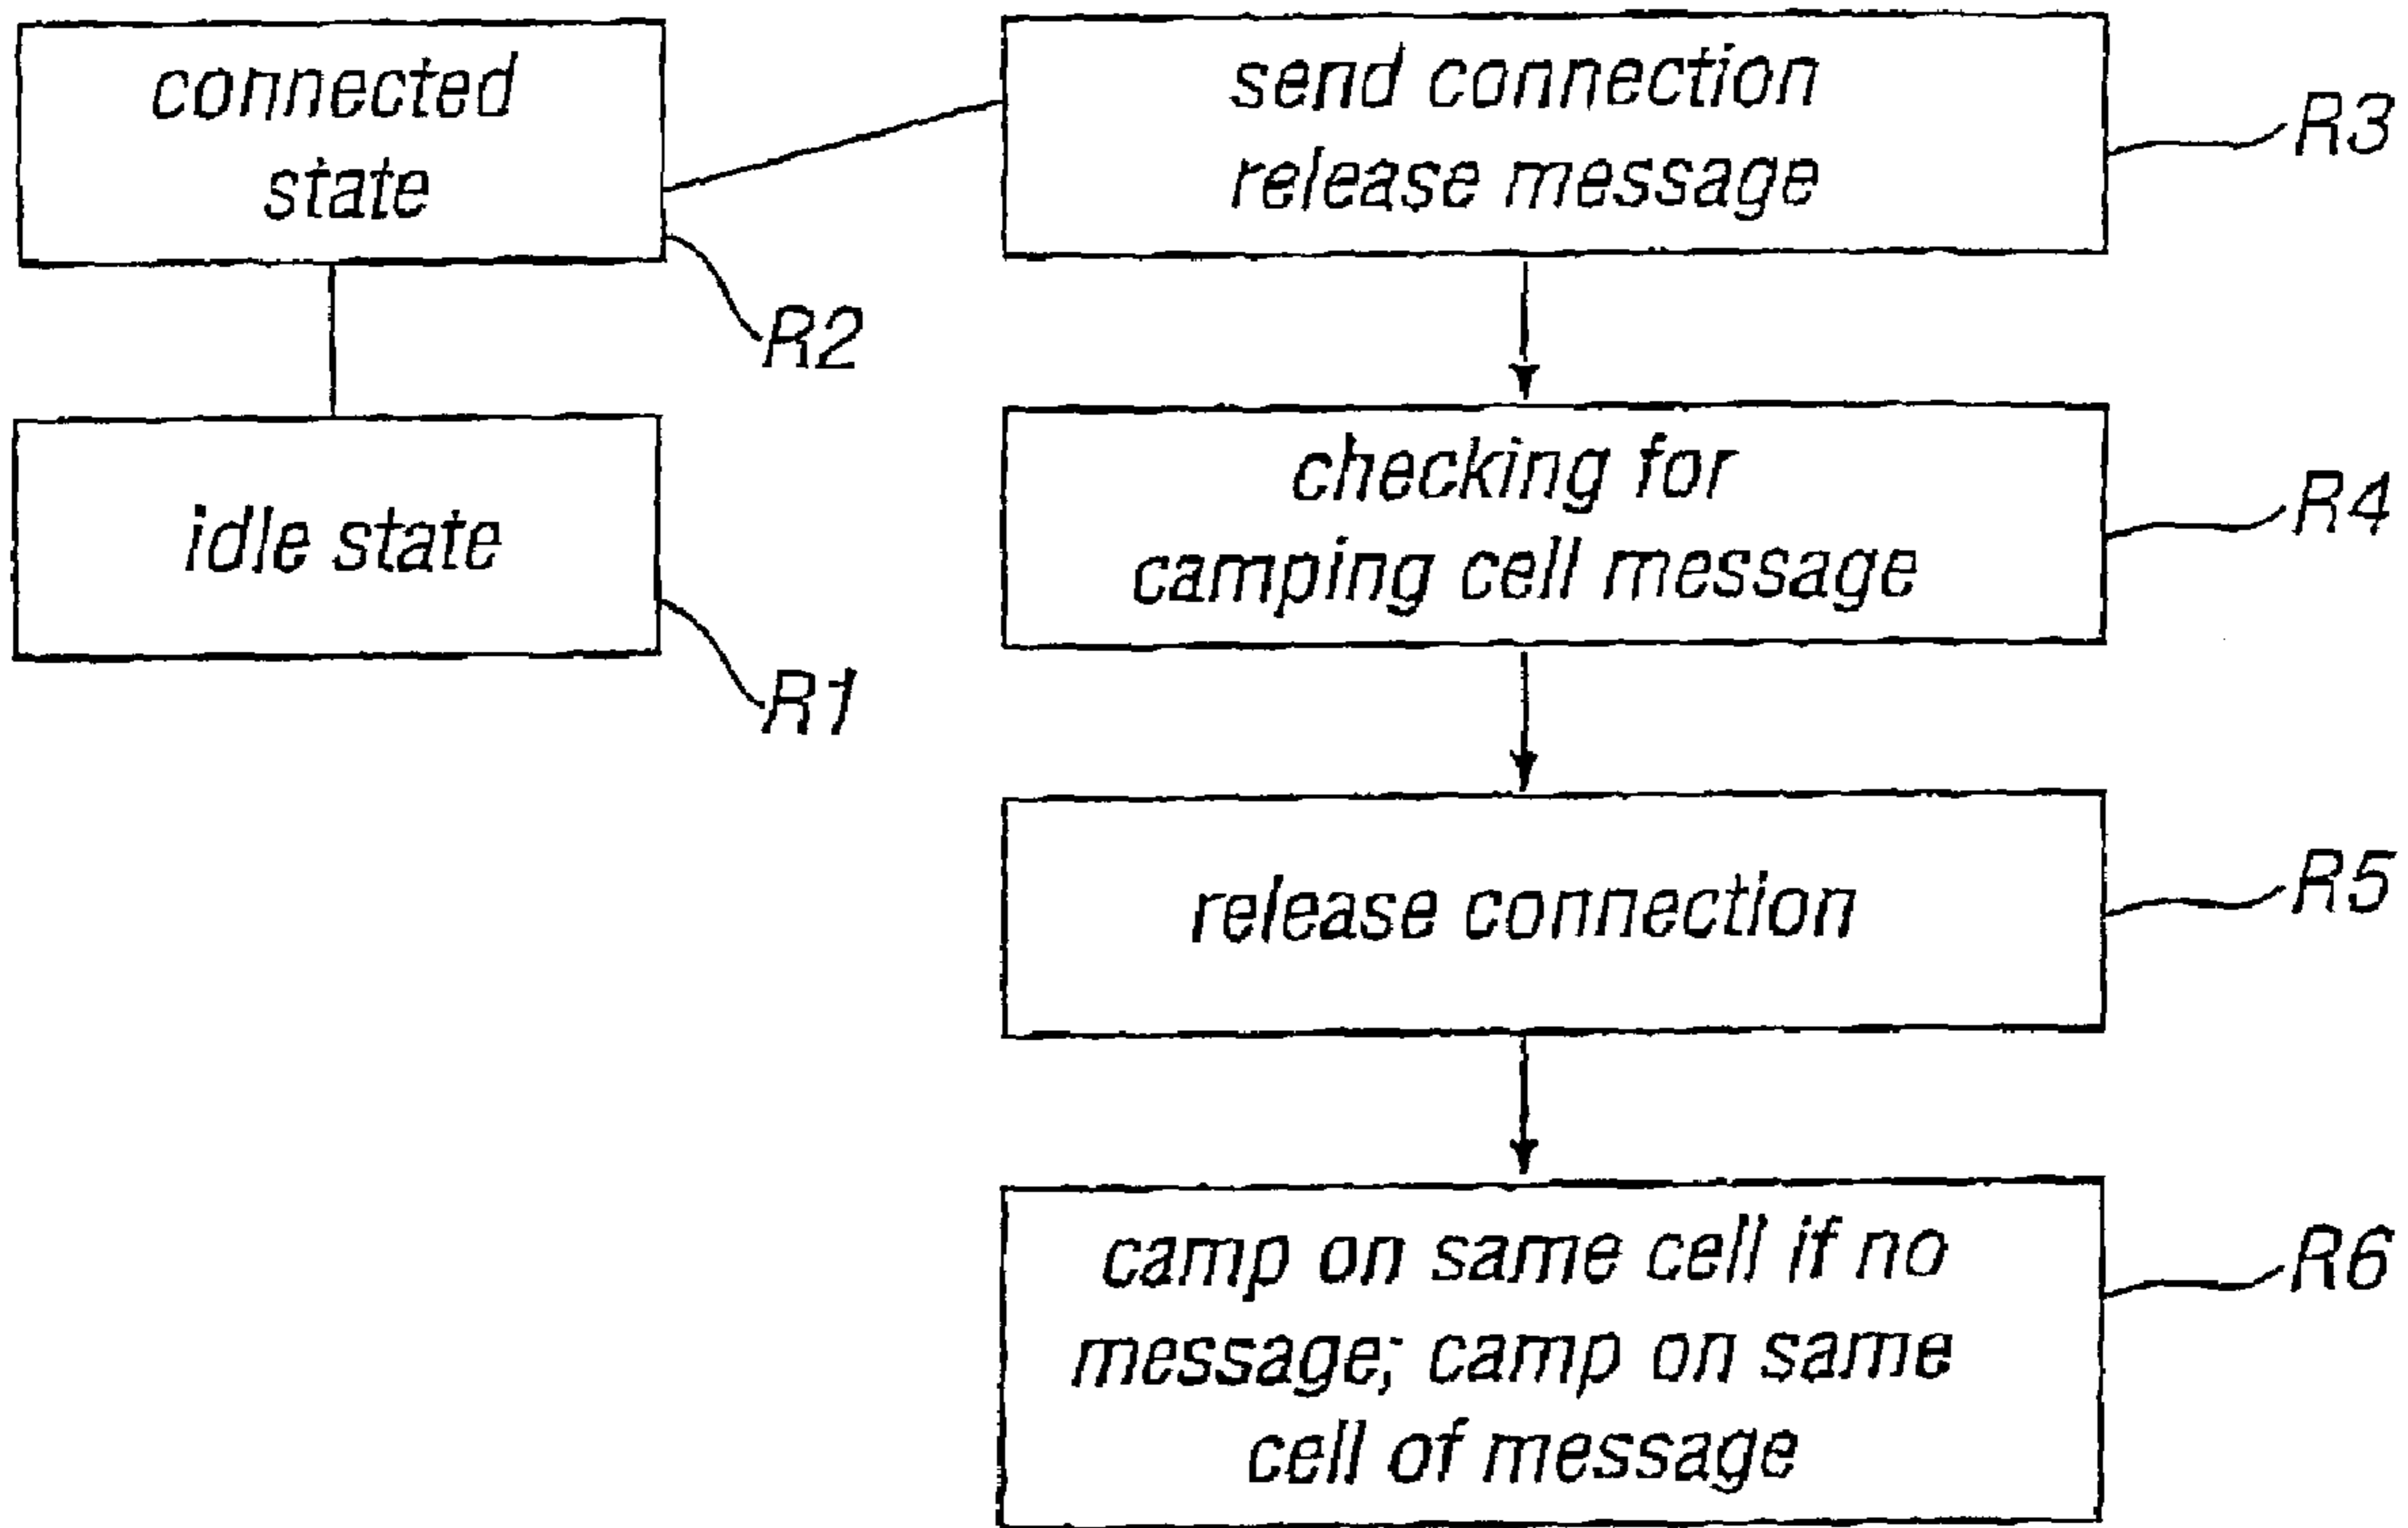 connected
state
R2
idle state
R1
send connection
release message
R3
checking for
camping cell message
R4
release connection
R5
camp on same cell if no
message; camp on same
cell of message
R6